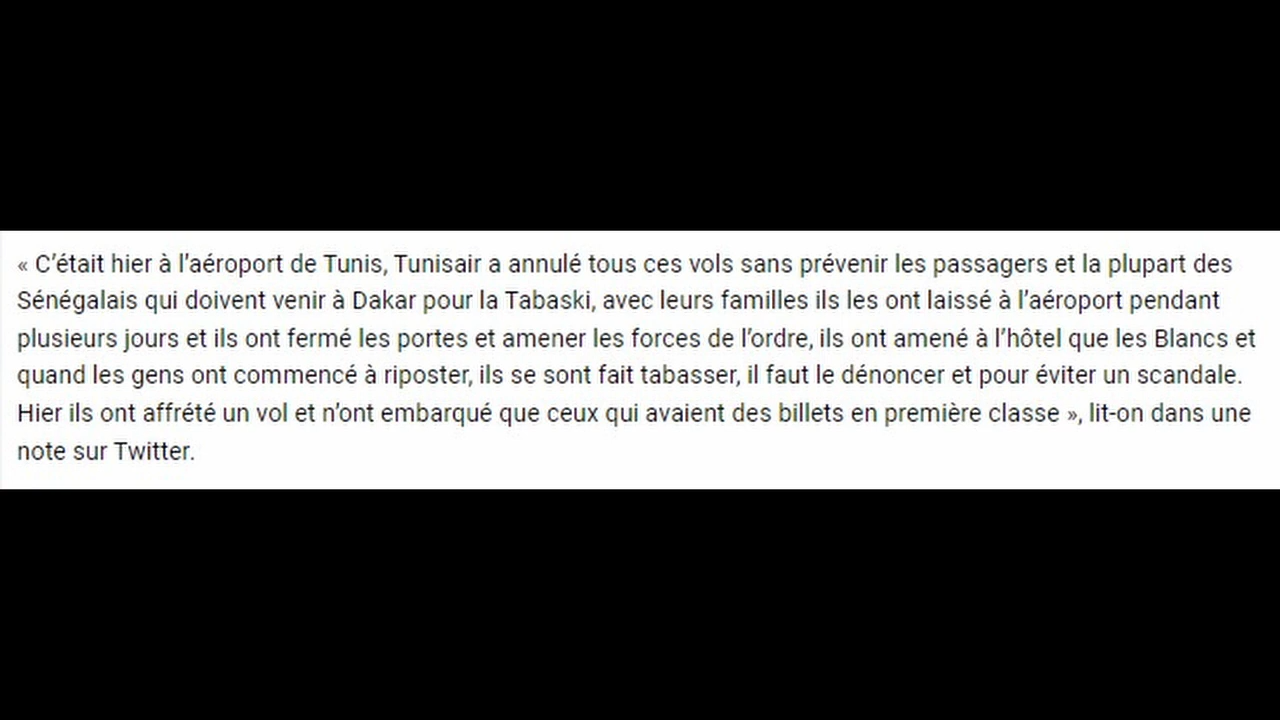 « C’était hier à l’aéroport de Tunis, Tunisair a annulé tous ces vols sans prévenir les passagers et la plupart des
Sénégalais qui doivent venir à Dakar pour la Tabaski, avec leurs familles ils les ont laissé à l’aéroport pendant
plusieurs jours et ils ont fermé les portes et amener les forces de l’ordre, ils ont amené à l’hôtel que les Blancs et
quand les gens ont commencé à riposter, ils se sont fait tabasser, il faut le dénoncer et pour éviter un scandale.
Hier ils ont affrété un vol et n’ont embarqué que ceux qui avaient des billets en première classe », lit-on dans une
note sur Twitter.